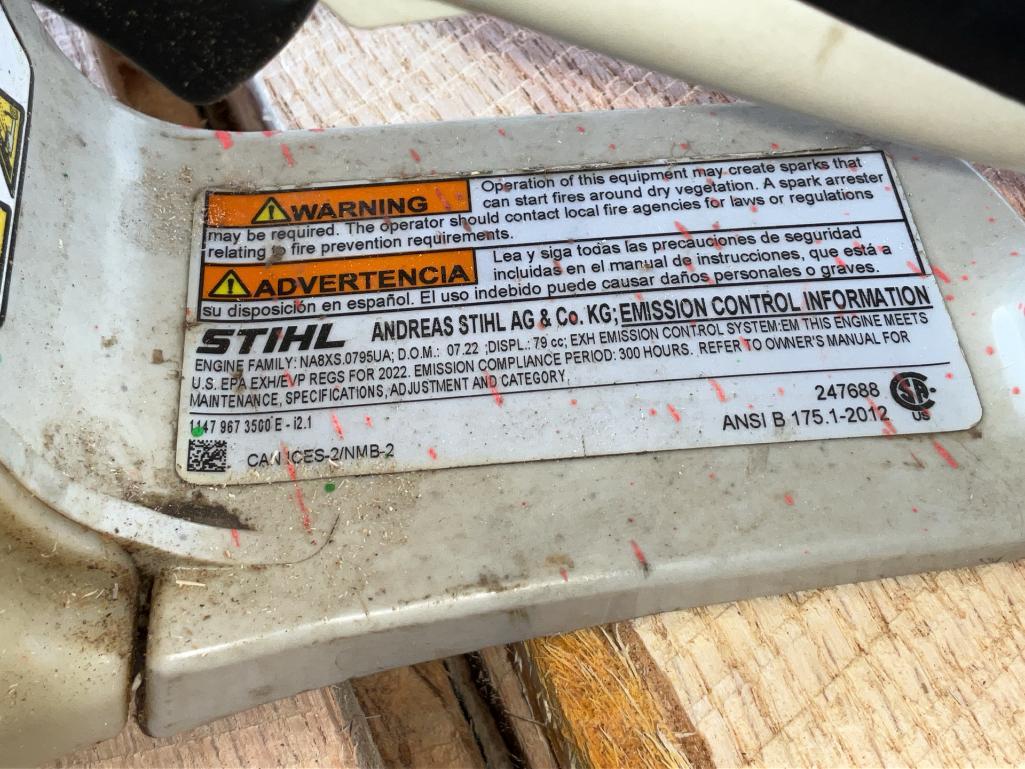 WARNING Operation of this equipment may create sparks that
can start fires around dry vegetation. A spark arrester
may be required. The operator should contact local fire agencies for laws or regulations
relating to fire prevention requirements.
ADVERTENCIA Lea y siga todas las precauciones de seguridad
incluidas en el manual de instrucciones, que está a
su disposición en español. El uso indebido puede causar daños personales o graves.
STIHL ANDREAS STIHL AG & Co. KG; EMISSION CONTROL INFORMATION
ENGINE FAMILY: NA8XS.0795UA; D.O.M.: 07.22 ;DISPL.: 79 cc; EXH EMISSION CONTROL SYSTEM:EM THIS ENGINE MEETS
U.S. EPA EXH/EVP REGS FOR 2022. EMISSION COMPLIANCE PERIOD: 300 HOURS. REFER TO OWNER'S MANUAL FOR
MAINTENANCE, SPECIFICATIONS, ADJUSTMENT AND CATEGORY.
1147 967 3500 E - i2.1
247688
ANSI B 175.1-2012
US
CAN ICES-2/NMB-2